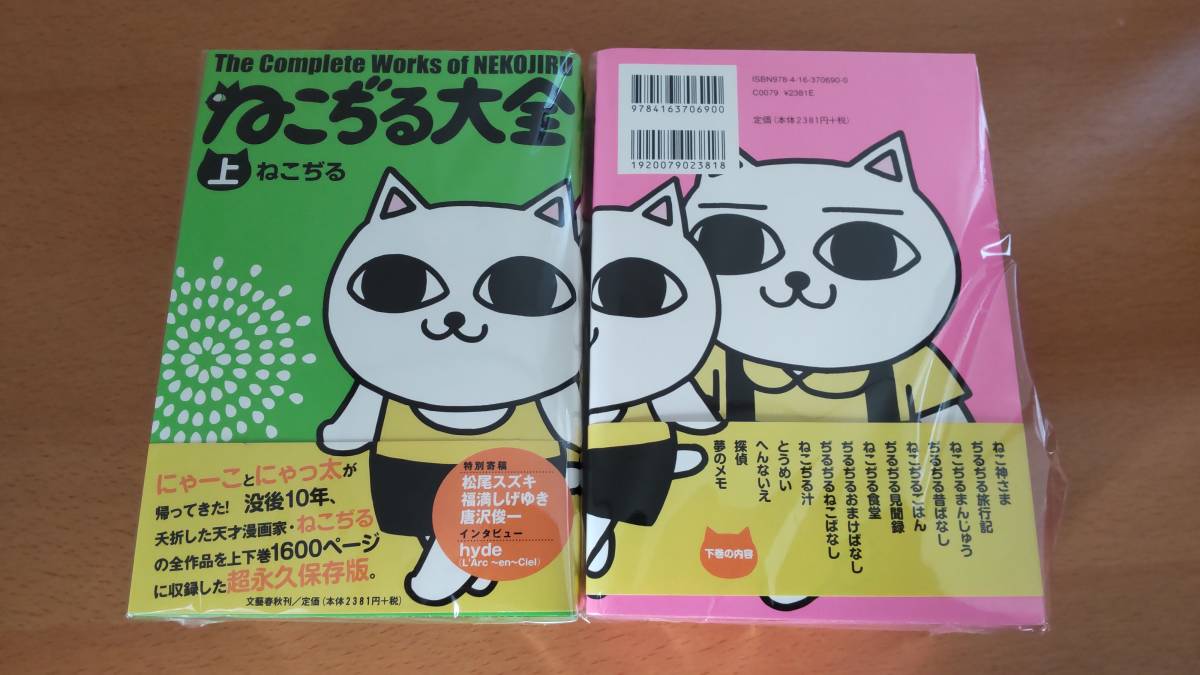 The Complete Works of NEKOJIRU
ねこぢる大全
上
ねこぢる
にゃーことにゃっ太が
帰ってきた! 没後10年、
夭折した天才漫画家・ねこぢる
の全作品を上下巻1600ページ
に収録した超永久保存版。
文藝春秋刊/定価(本体2381円+税)
特別寄稿
松尾スズキ
福満しげゆき
唐沢俊一
インタビュー
hyde
(L'Arc ~en~Ciel)
9784163706900
1920079023818
ISBN978-4-16-370690-0
C0079 ¥2381E
定価(本体2381円+税)
ねこ神さま
ぢるぢる旅行記
ねこぢるまんじゅう
ぢるぢる昔ばなし
ねこぢるごはん
ぢるぢる見聞録
ねこぢる食堂
ぢるぢるおまけばなし
ぢるぢるねこばなし
ねこぢる汁
とうめい
へんないえ
探偵
夢のメモ
下巻の内容